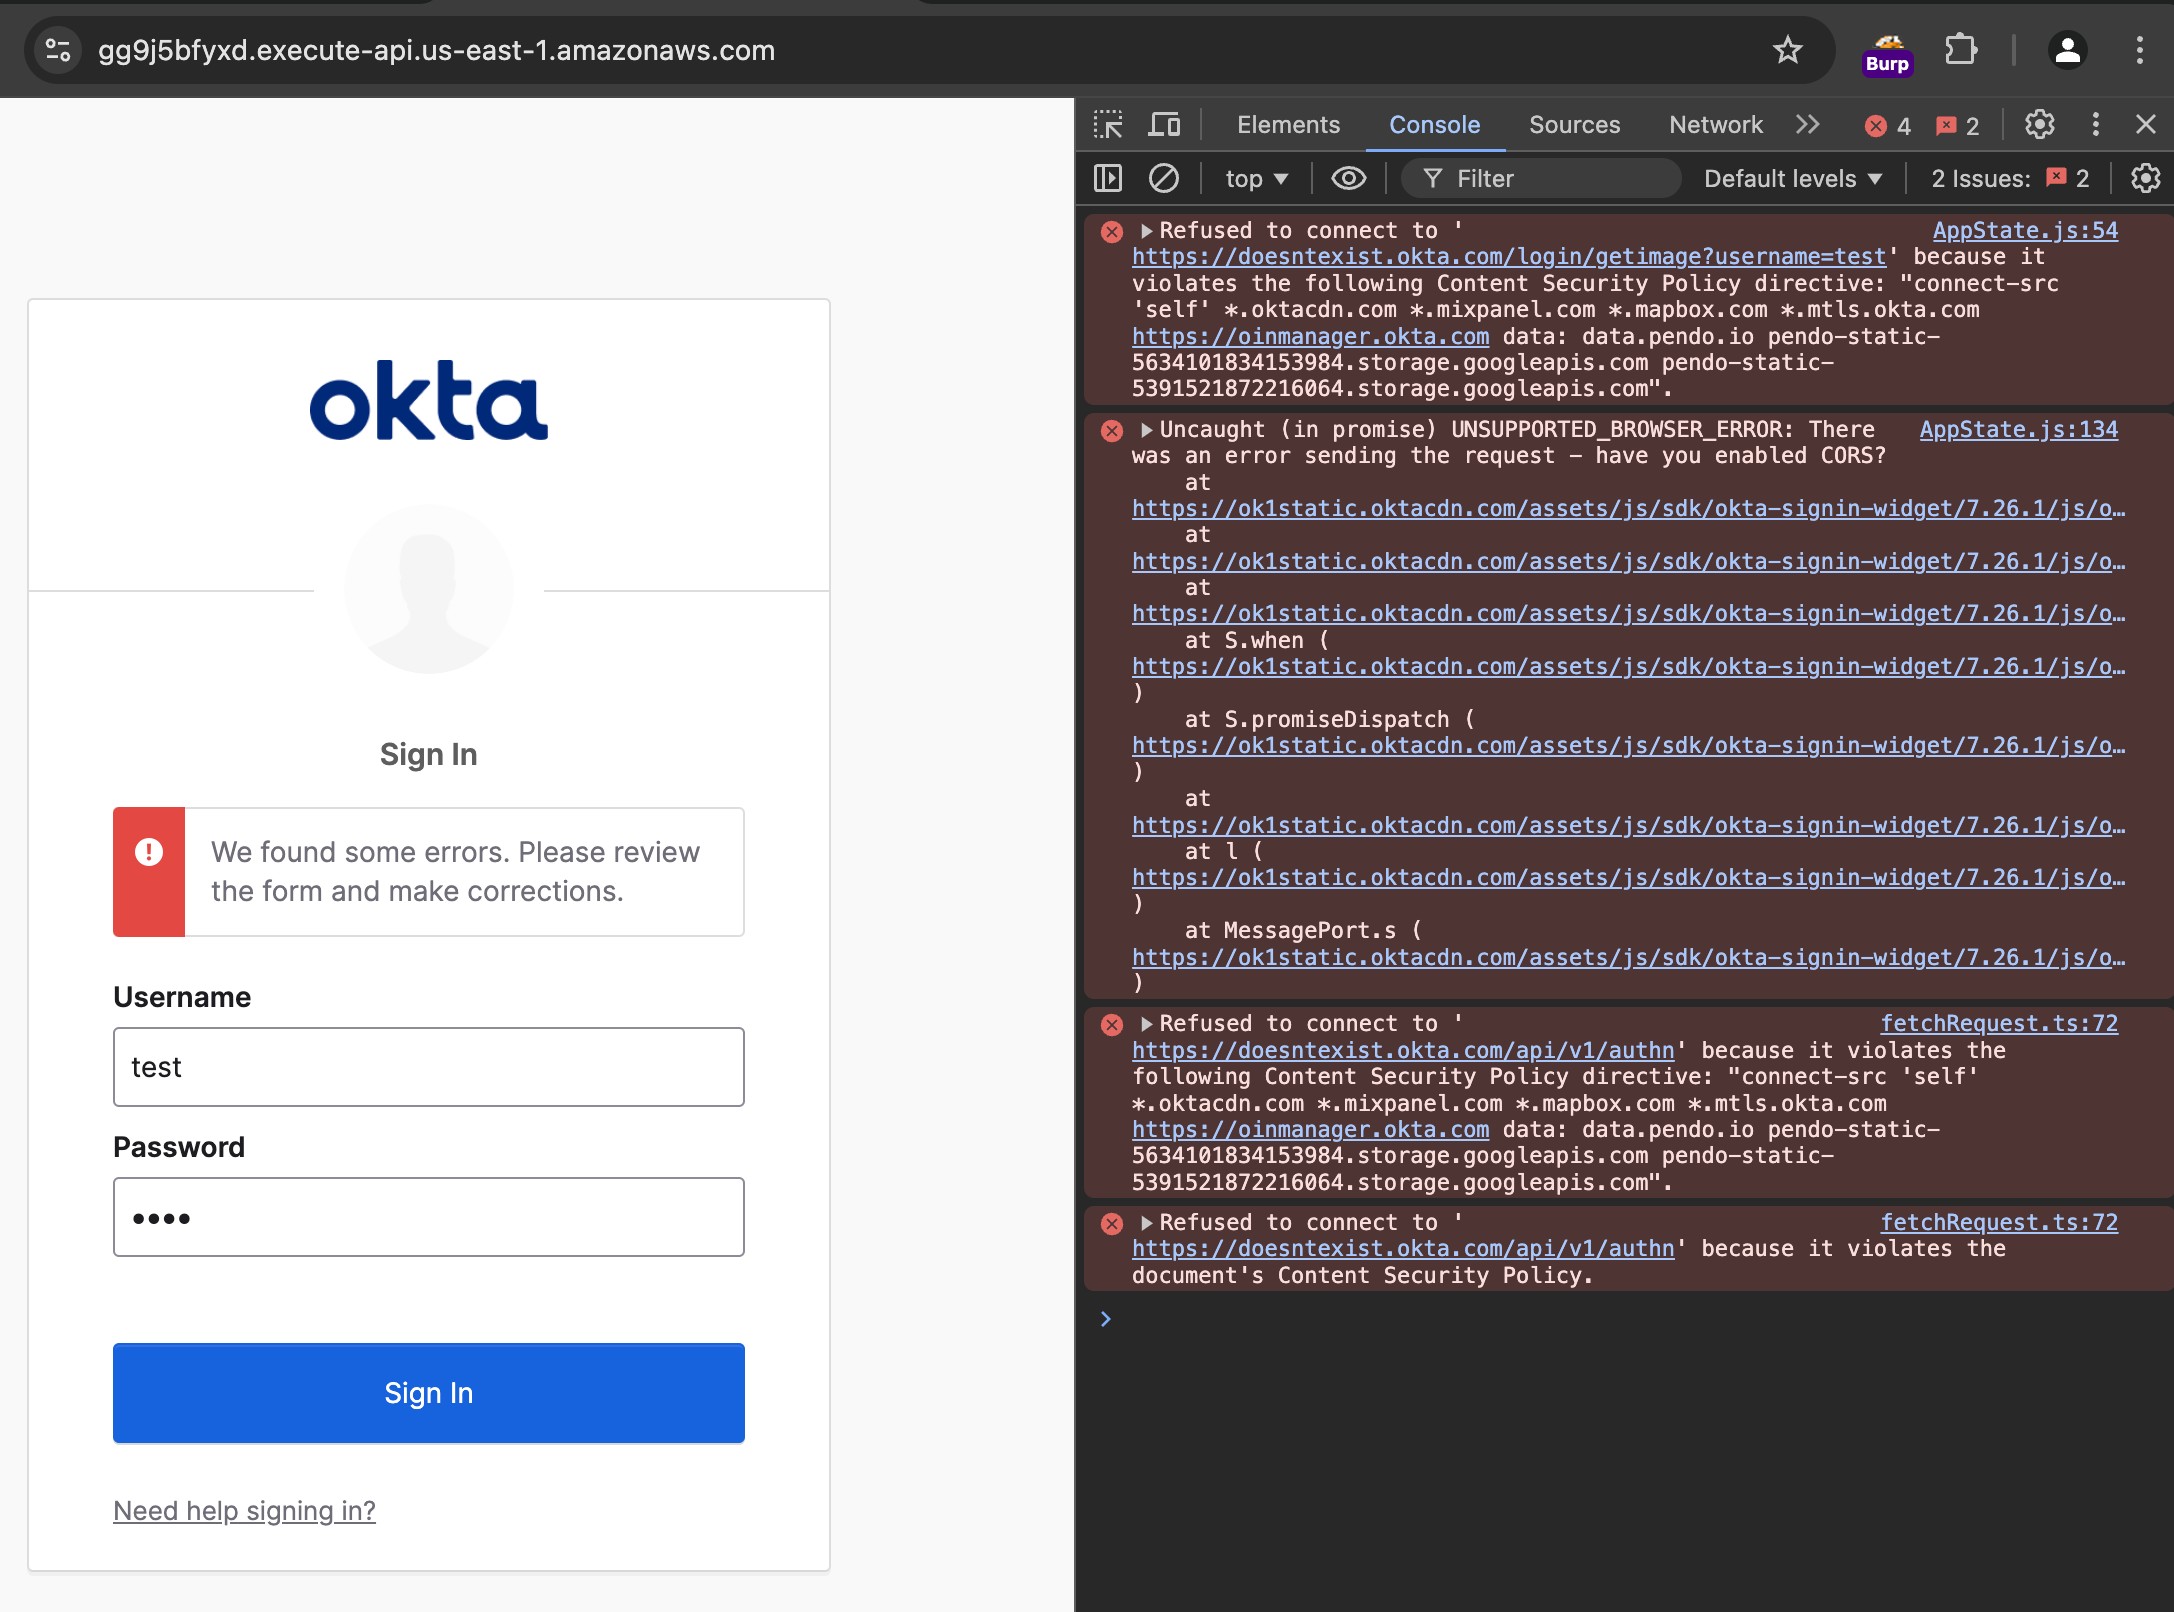 gg9j5bfyxd.execute-api.us-east-1.amazonaws.com
Burp
okta
Sign In
We found some errors. Please review
the form and make corrections.
Username
test
Password
••••
Sign In
Need help signing in?
Elements Console Sources Network 4 2
top Filter Default levels 2 Issues: 2
Refused to connect to ' AppState.js:54
https://doesntexist.okta.com/login/getimage?username=test' because it
violates the following Content Security Policy directive: "connect-src
'self' *.oktacdn.com *.mixpanel.com *.mapbox.com *.mtls.okta.com
https://oinmanager.okta.com data: data.pendo.io pendo-static-
5634101834153984.storage.googleapis.com pendo-static-
5391521872216064.storage.googleapis.com".
Uncaught (in promise) UNSUPPORTED_BROWSER_ERROR: There AppState.js:134
was an error sending the request – have you enabled CORS?
at
https://ok1static.oktacdn.com/assets/js/sdk/okta-signin-widget/7.26.1/js/o…
at
https://ok1static.oktacdn.com/assets/js/sdk/okta-signin-widget/7.26.1/js/o…
at
https://ok1static.oktacdn.com/assets/js/sdk/okta-signin-widget/7.26.1/js/o…
at S.when (
https://ok1static.oktacdn.com/assets/js/sdk/okta-signin-widget/7.26.1/js/o…
)
at S.promiseDispatch (
https://ok1static.oktacdn.com/assets/js/sdk/okta-signin-widget/7.26.1/js/o…
)
at
https://ok1static.oktacdn.com/assets/js/sdk/okta-signin-widget/7.26.1/js/o…
at l (
https://ok1static.oktacdn.com/assets/js/sdk/okta-signin-widget/7.26.1/js/o…
)
at MessagePort.s (
https://ok1static.oktacdn.com/assets/js/sdk/okta-signin-widget/7.26.1/js/o…
)
Refused to connect to ' fetchRequest.ts:72
https://doesntexist.okta.com/api/v1/authn' because it violates the
following Content Security Policy directive: "connect-src 'self'
*.oktacdn.com *.mixpanel.com *.mapbox.com *.mtls.okta.com
https://oinmanager.okta.com data: data.pendo.io pendo-static-
5634101834153984.storage.googleapis.com pendo-static-
5391521872216064.storage.googleapis.com".
Refused to connect to ' fetchRequest.ts:72
https://doesntexist.okta.com/api/v1/authn' because it violates the
document's Content Security Policy.